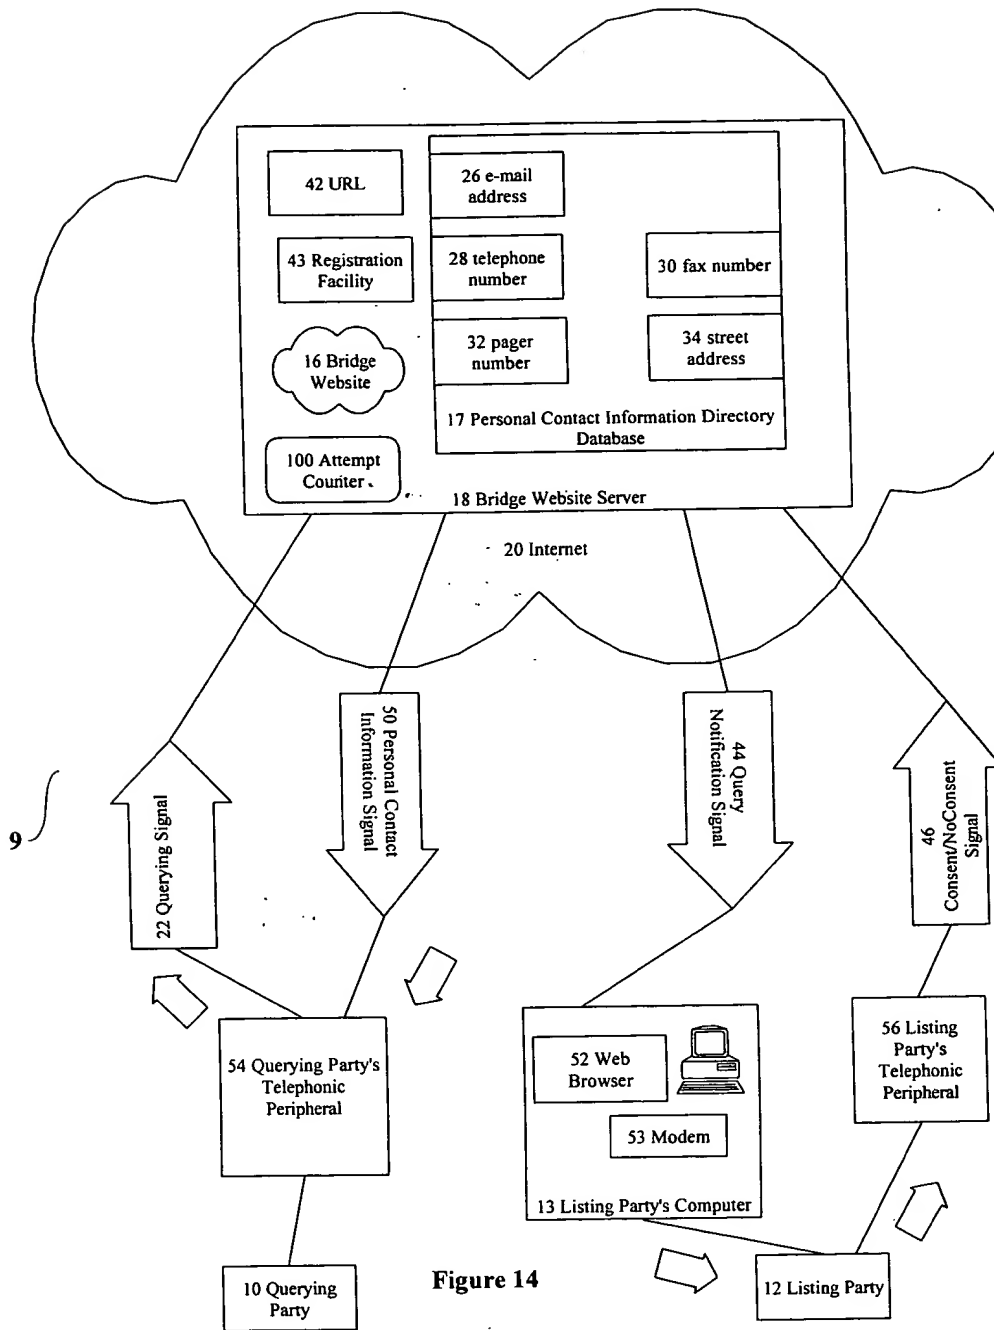 42 URL
26 e-mail
address
43 Registration
Facility
28 telephone
number
30 fax number
16 Bridge
Website
32 pager
number
34 street
address
17 Personal Contact Information Directory
Database
100 Attempt
Counter
18 Bridge Website Server
20 Internet
9
22 Querying Signal
50 Personal Contact
Information Signal
44 Query
Notification Signal
46
Consent/NoConsent
Signal
54 Querying Party's
Telephonic
Peripheral
52 Web
Browser
53 Modem
13 Listing Party's Computer
56 Listing
Party's
Telephonic
Peripheral
10 Querying
Party
Figure 14
12 Listing Party